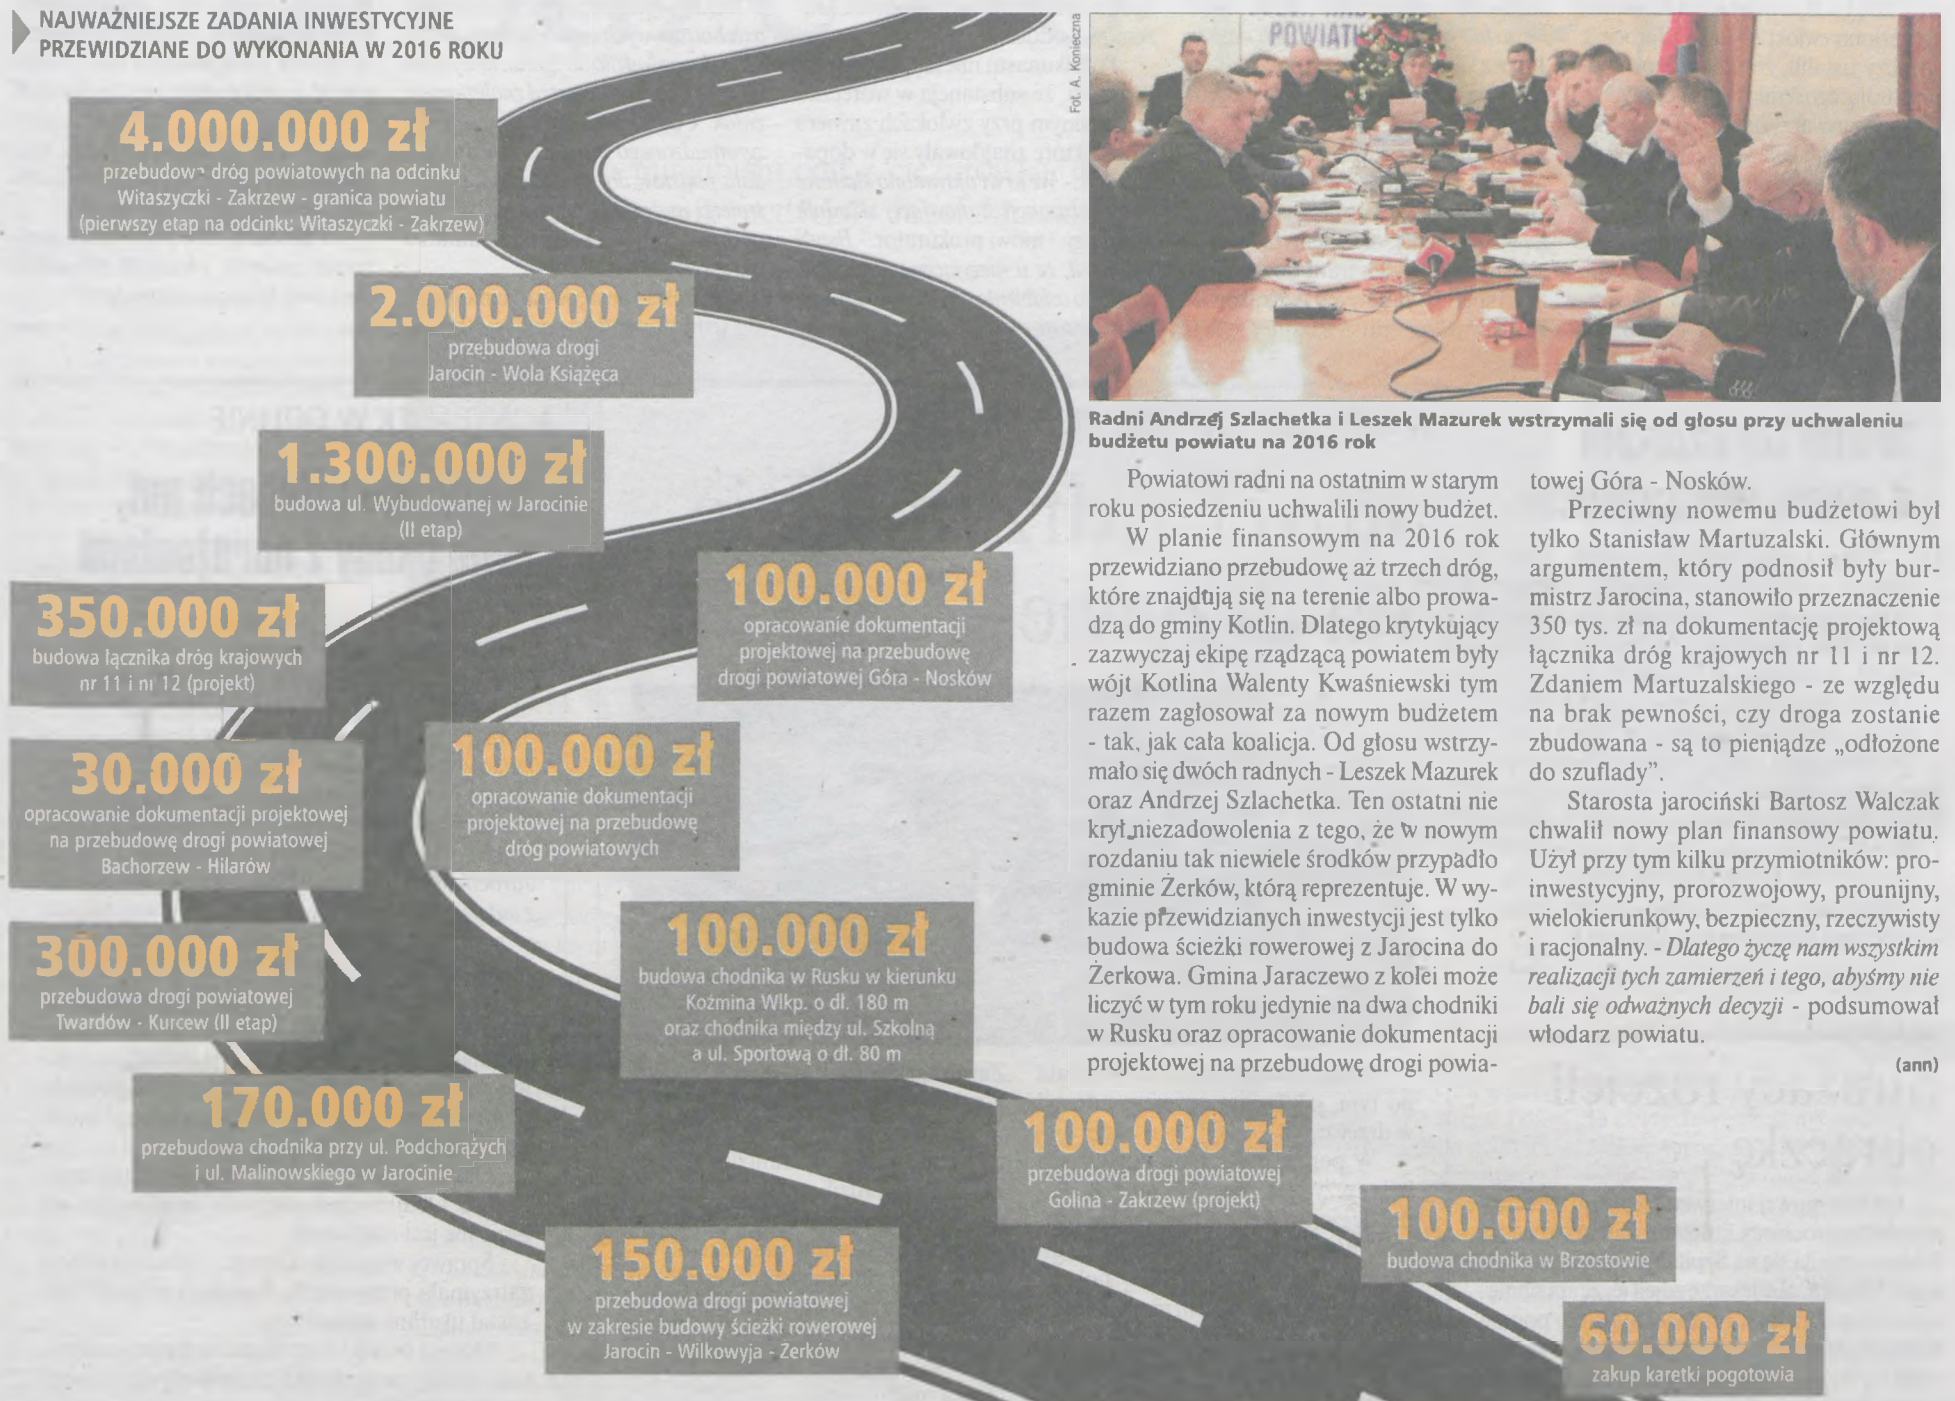 NAJWAŻNIEJSZE ZADANIA INWESTYCYJNE
PRZEWIDZIANE DO WYKONANIA W 2016 ROKU
4.000.000 zł
przebudowa dróg powiatowych na odcinku
Witaszyczki - Zakrzew - granica powiatu
(pierwszy etap na odcinku Witaszyczki - Zakrzew)
2.000.000 zł
przebudowa drogi
Jarocin - Wola Książęca
1.300.000 zł
budowa ul. Wybudowanej w Jarocinie
(II etap)
100.000 zł
opracowanie dokumentacji
projektowej na przebudowę
drogi powiatowej Góra - Nosków
350.000 zł
budowa łącznika dróg krajowych
nr 11 i nr 12 (projekt)
30.000 zł
opracowanie dokumentacji projektowej
na przebudowę drogi powiatowej
Bachorzew - Hilarów
100.000 zł
opracowanie dokumentacji
projektowej na przebudowę
dróg powiatowych
300.000 zł
przebudowa drogi powiatowej
Twardów - Kurcew (II etap)
100.000 zł
budowa chodnika w Rusku w kierunku
Koźmina Wlkp. o dł. 180 m
oraz chodnika między ul. Szkolną
a ul. Sportową o dł. 80 m
170.000 zł
przebudowa chodnika przy ul. Podchorążych
i ul. Malinowskiego w Jarocinie
100.000 zł
przebudowa drogi powiatowej
Golina - Zakrzew (projekt)
150.000 zł
przebudowa drogi powiatowej
w zakresie budowy ścieżki rowerowej
Jarocin - Wilkowyja - Żerków
100.000 zł
budowa chodnika w Brzostowie
60.000 zł
zakup karetki pogotowia
Fot. A. Konieczna
POWIATU
Radni Andrzej Szlachetka i Leszek Mazurek wstrzymali się od głosu przy uchwaleniu
budżetu powiatu na 2016 rok
Powiatowi radni na ostatnim w starym
roku posiedzeniu uchwalili nowy budżet.
W planie finansowym na 2016 rok
przewidziano przebudowę aż trzech dróg,
które znajdują się na terenie albo prowa-
dzą do gminy Kotlin. Dlatego krytykujący
zazwyczaj ekipę rządzącą powiatem były
wójt Kotlina Walenty Kwaśniewski tym
razem zagłosował za nowym budżetem
- tak, jak cała koalicja. Od głosu wstrzy-
mało się dwóch radnych - Leszek Mazurek
oraz Andrzej Szlachetka. Ten ostatni nie
krył niezadowolenia z tego, że w nowym
rozdaniu tak niewiele środków przypadło
gminie Żerków, którą reprezentuje. W wy-
kazie przewidzianych inwestycji jest tylko
budowa ścieżki rowerowej z Jarocina do
Żerkowa. Gmina Jaraczewo z kolei może
liczyć w tym roku jedynie na dwa chodniki
w Rusku oraz opracowanie dokumentacji
projektowej na przebudowę drogi powia-
towej Góra - Nosków.
Przeciwny nowemu budżetowi był
tylko Stanisław Martuzalski. Głównym
argumentem, który podnosił były bur-
mistrz Jarocina, stanowiło przeznaczenie
350 tys. zł na dokumentację projektową
łącznika dróg krajowych nr 11 i nr 12.
Zdaniem Martuzalskiego - ze względu
na brak pewności, czy droga zostanie
zbudowana - są to pieniądze „odłożone
do szuflady”.
Starosta jarociński Bartosz Walczak
chwalił nowy plan finansowy powiatu.
Użył przy tym kilku przymiotników: pro-
inwestycyjny, prorozwojowy, prounijny,
wielokierunkowy, bezpieczny, rzeczywisty
i racjonalny. - Dlatego życzę nam wszystkim
realizacji tych zamierzeń i tego, abyśmy nie
bali się odważnych decyzji - podsumował
włodarz powiatu.
(ann)